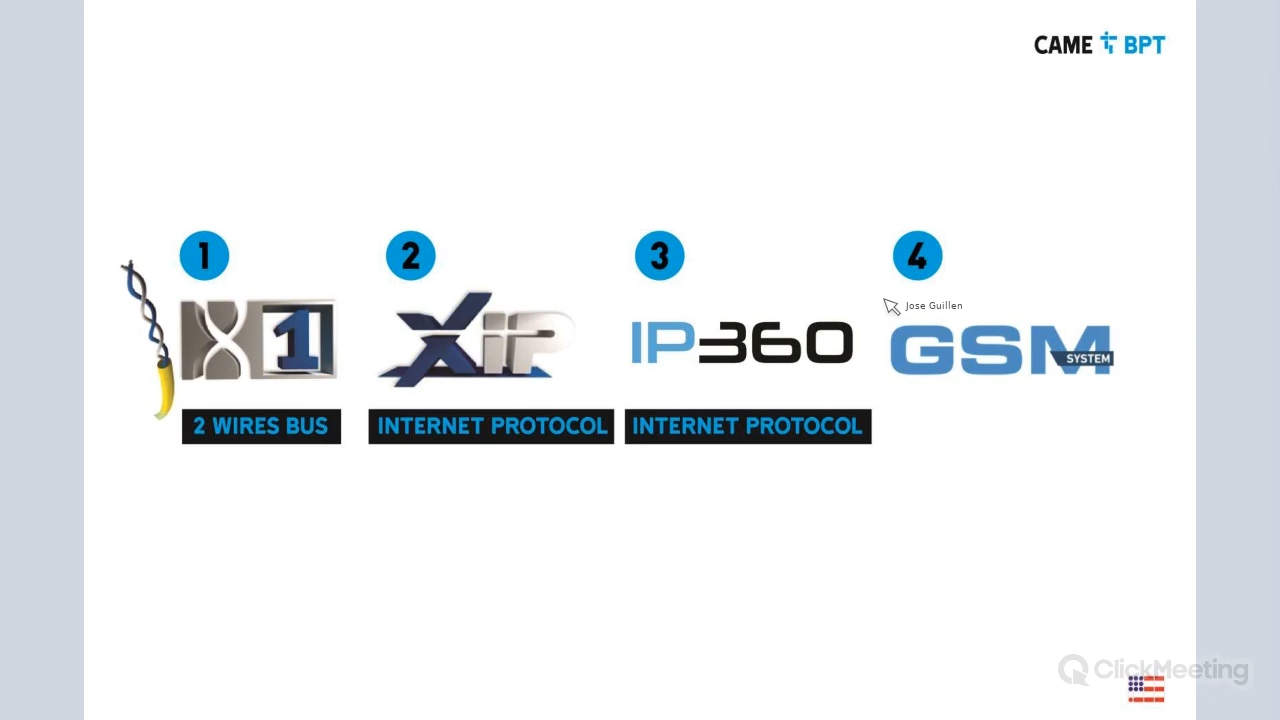 CAME BPT
1
2
3
4
X1
XiP
IP360
GSM
SYSTEM
Jose Guillen
2 WIRES BUS
INTERNET PROTOCOL
INTERNET PROTOCOL
ClickMeeting